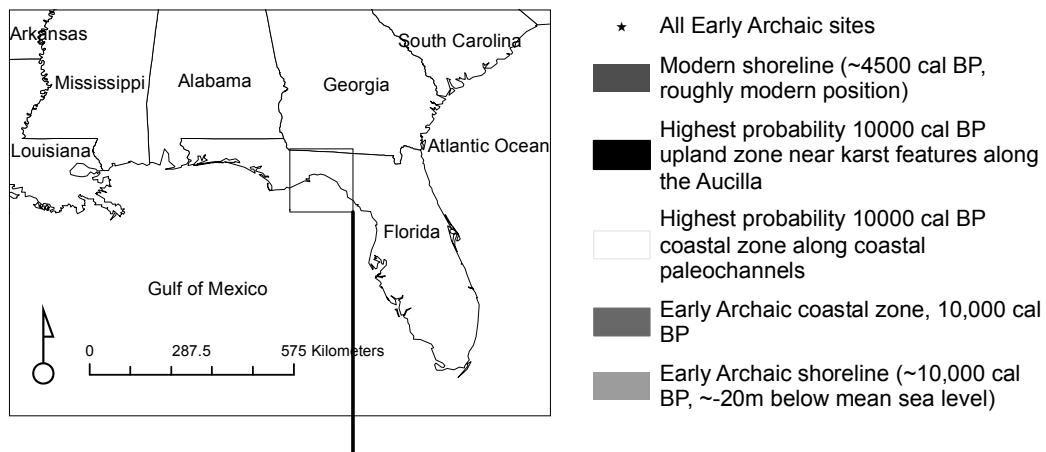 Arkansas
South Carolina
Mississippi
Alabama
Georgia
Louisiana
Atlantic Ocean
Florida
Gulf of Mexico
0 287.5 575 Kilometers
All Early Archaic sites
Modern shoreline (~4500 cal BP,
roughly modern position)
Highest probability 10000 cal BP
upland zone near karst features along
the Aucilla
Highest probability 10000 cal BP
coastal zone along coastal
paleochannels
Early Archaic coastal zone, 10,000 cal
BP
Early Archaic shoreline (~10,000 cal
BP, ~-20m below mean sea level)